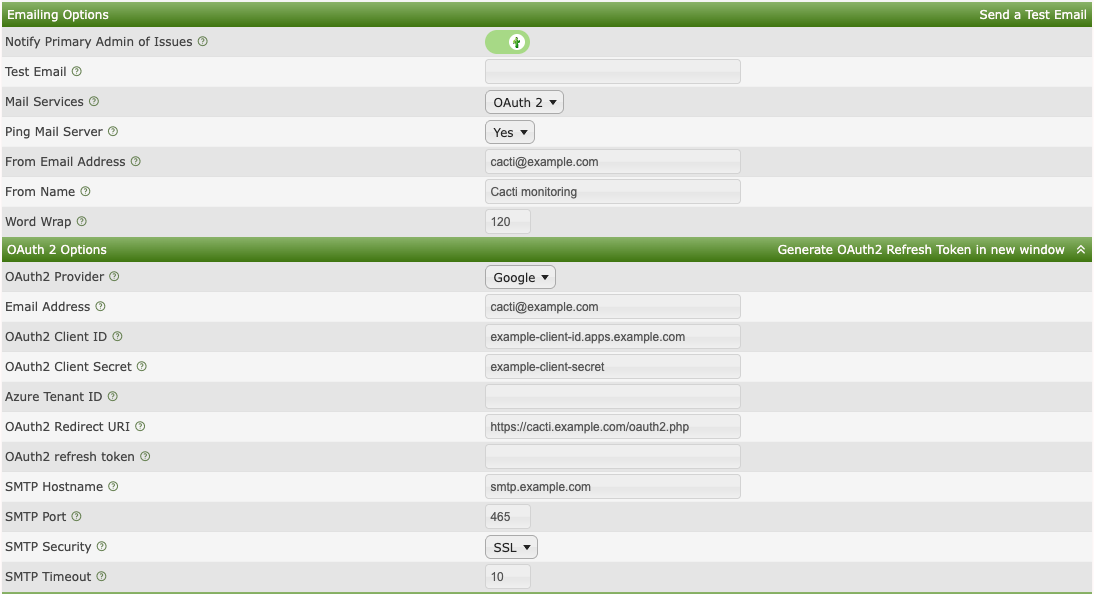 Emailing Options Send a Test Email
Notify Primary Admin of Issues
Test Email
Mail Services OAuth 2
Ping Mail Server Yes
From Email Address cacti@example.com
From Name Cacti monitoring
Word Wrap 120
OAuth 2 Options Generate OAuth2 Refresh Token in new window
OAuth2 Provider Google
Email Address cacti@example.com
OAuth2 Client ID example-client-id.apps.example.com
OAuth2 Client Secret example-client-secret
Azure Tenant ID
OAuth2 Redirect URI https://cacti.example.com/oauth2.php
OAuth2 refresh token
SMTP Hostname smtp.example.com
SMTP Port 465
SMTP Security SSL
SMTP Timeout 10